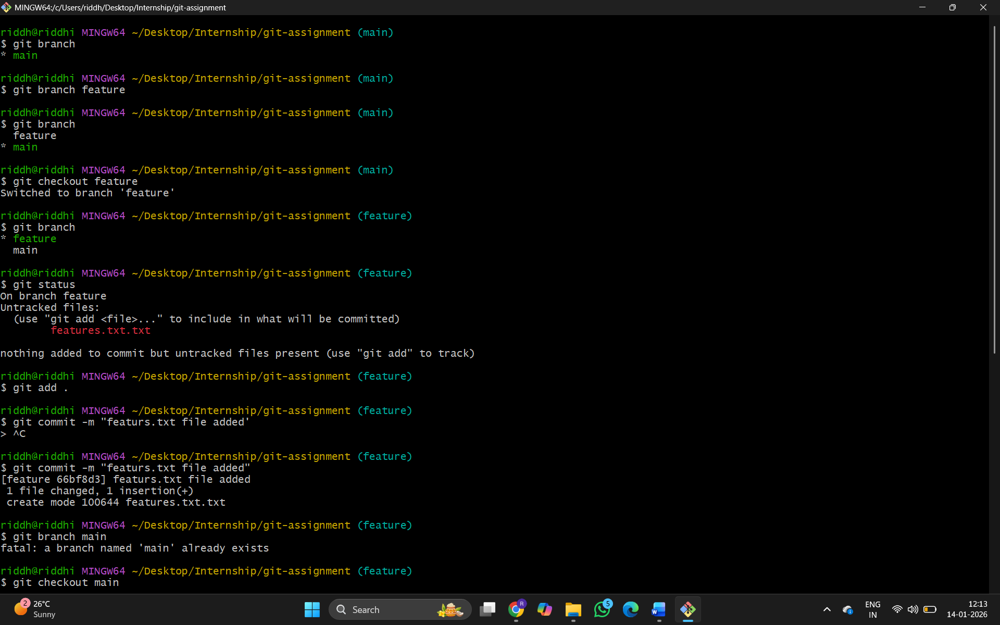 MINGW64:/c/Users/riddh/Desktop/Internship/git-assignment
riddh@riddhi MINGW64 ~/Desktop/Internship/git-assignment (main)
$ git branch
* main
riddh@riddhi MINGW64 ~/Desktop/Internship/git-assignment (main)
$ git branch feature
riddh@riddhi MINGW64 ~/Desktop/Internship/git-assignment (main)
$ git branch
  feature
* main
riddh@riddhi MINGW64 ~/Desktop/Internship/git-assignment (main)
$ git checkout feature
Switched to branch 'feature'
riddh@riddhi MINGW64 ~/Desktop/Internship/git-assignment (feature)
$ git branch
* feature
  main
riddh@riddhi MINGW64 ~/Desktop/Internship/git-assignment (feature)
$ git status
On branch feature
Untracked files:
  (use "git add <file>..." to include in what will be committed)
        features.txt.txt
nothing added to commit but untracked files present (use "git add" to track)
riddh@riddhi MINGW64 ~/Desktop/Internship/git-assignment (feature)
$ git add .
riddh@riddhi MINGW64 ~/Desktop/Internship/git-assignment (feature)
$ git commit -m "featurs.txt file added'
> ^C
riddh@riddhi MINGW64 ~/Desktop/Internship/git-assignment (feature)
$ git commit -m "featurs.txt file added"
[feature 66bf8d3] featurs.txt file added
 1 file changed, 1 insertion(+)
 create mode 100644 features.txt.txt
riddh@riddhi MINGW64 ~/Desktop/Internship/git-assignment (feature)
$ git branch main
fatal: a branch named 'main' already exists
riddh@riddhi MINGW64 ~/Desktop/Internship/git-assignment (feature)
$ git checkout main
2
26°C
Sunny
Search
R
5
W
ENG
IN
12:13
14-01-2026